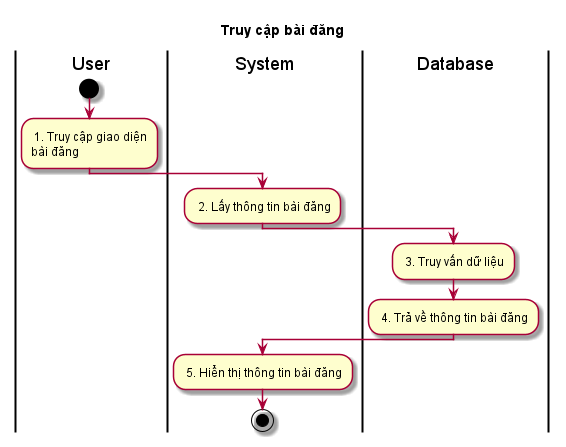 Truy cập bài đăng
User
System
Database
1. Truy cập giao diện
bài đăng
2. Lấy thông tin bài đăng
3. Truy vấn dữ liệu
4. Trả về thông tin bài đăng
5. Hiển thị thông tin bài đăng